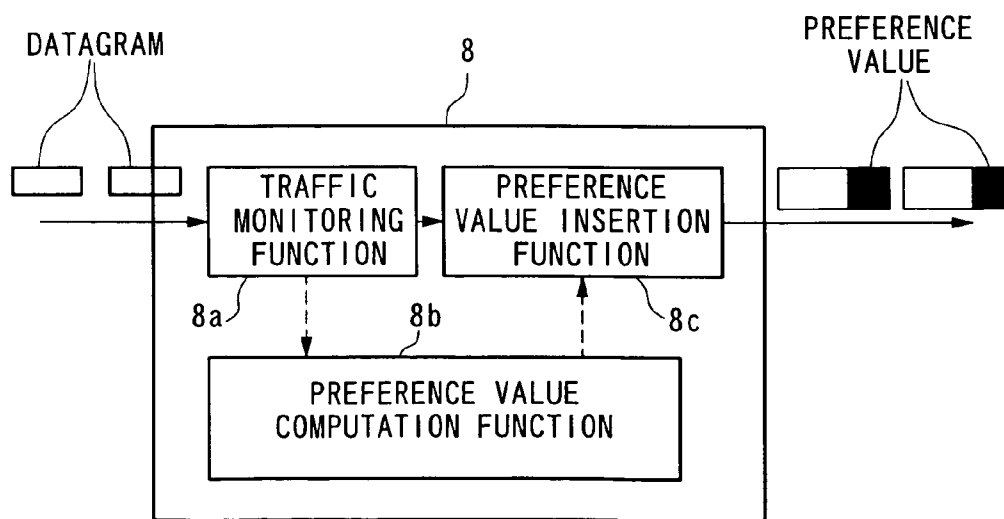 DATAGRAM
8
PREFERENCE
VALUE
TRAFFIC
MONITORING
FUNCTION
PREFERENCE
VALUE INSERTION
FUNCTION
8a
8b
8c
PREFERENCE VALUE
COMPUTATION FUNCTION